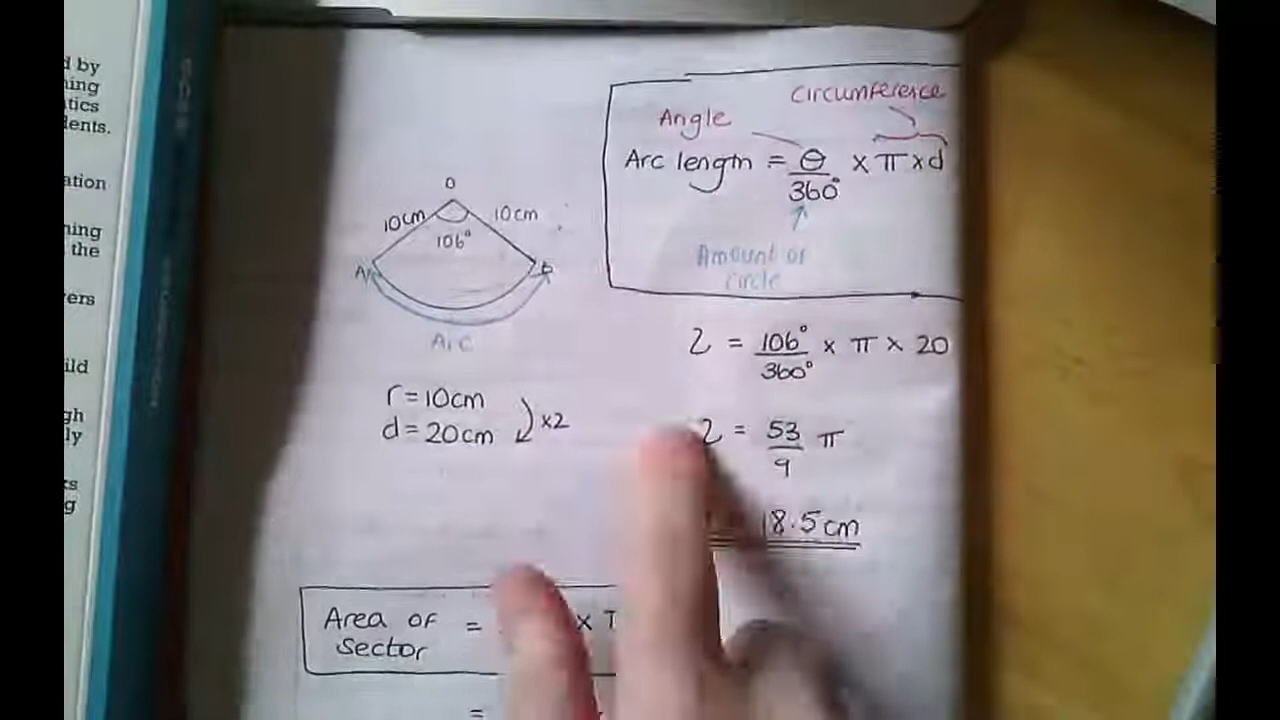 d by
ning
tics
dents.
ation
ning
the
ers
ild
gh
ly
ks
g
Circumference
Angle
Arc length = θ/360° × π × d
Amount of
circle
O
10cm 10cm
106°
A B
Arc
r = 10cm
d = 20cm
×2
l = 106°/360° × π × 20
l = 53/9 π
18.5cm
Area of
sector
= ×
=